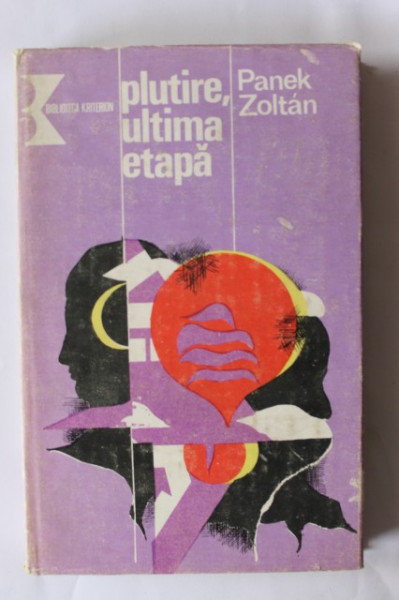 BIBLIOTECA KRITERION
plutire,
ultima
etapă
Panek
Zoltán